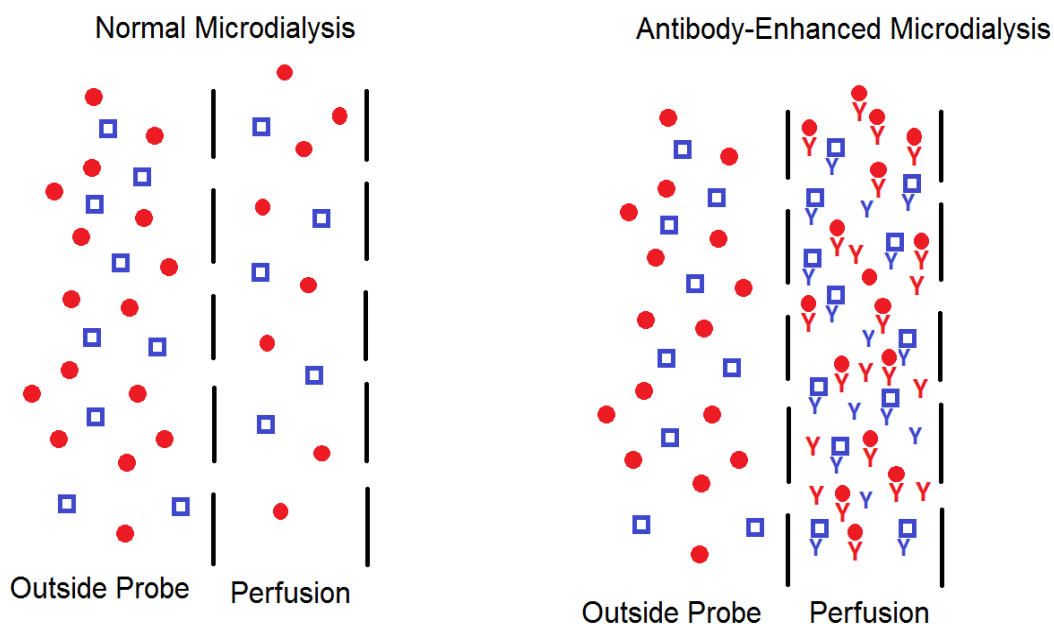 Normal Microdialysis
Antibody-Enhanced Microdialysis
Outside Probe
Perfusion
Outside Probe
Perfusion